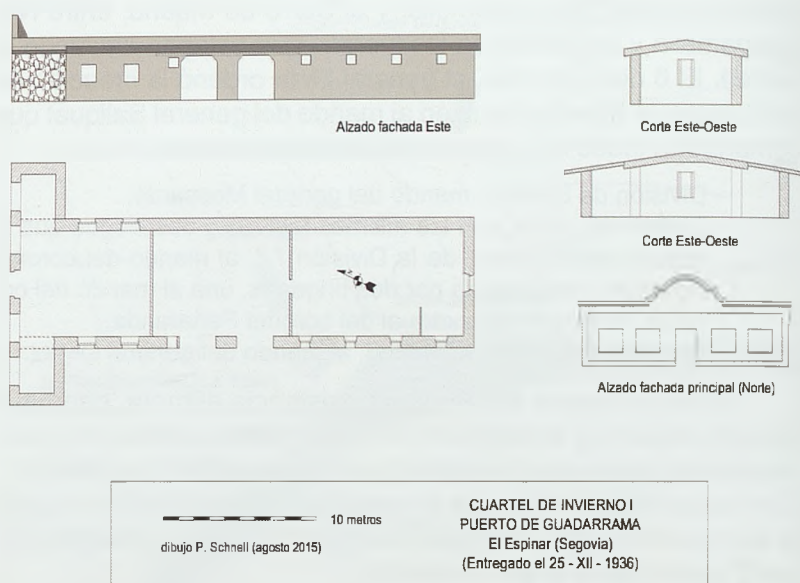 Alzado fachada Este
Corte Este-Oeste
Corte Este-Oeste
Alzado fachada principal (Norte)
10 metros
dibujo P. Schnell (agosto 2015)
CUARTEL DE INVIERNO I
PUERTO DE GUADARRAMA
El Espinar (Segovia)
(Entregado el 25 - XII - 1936)